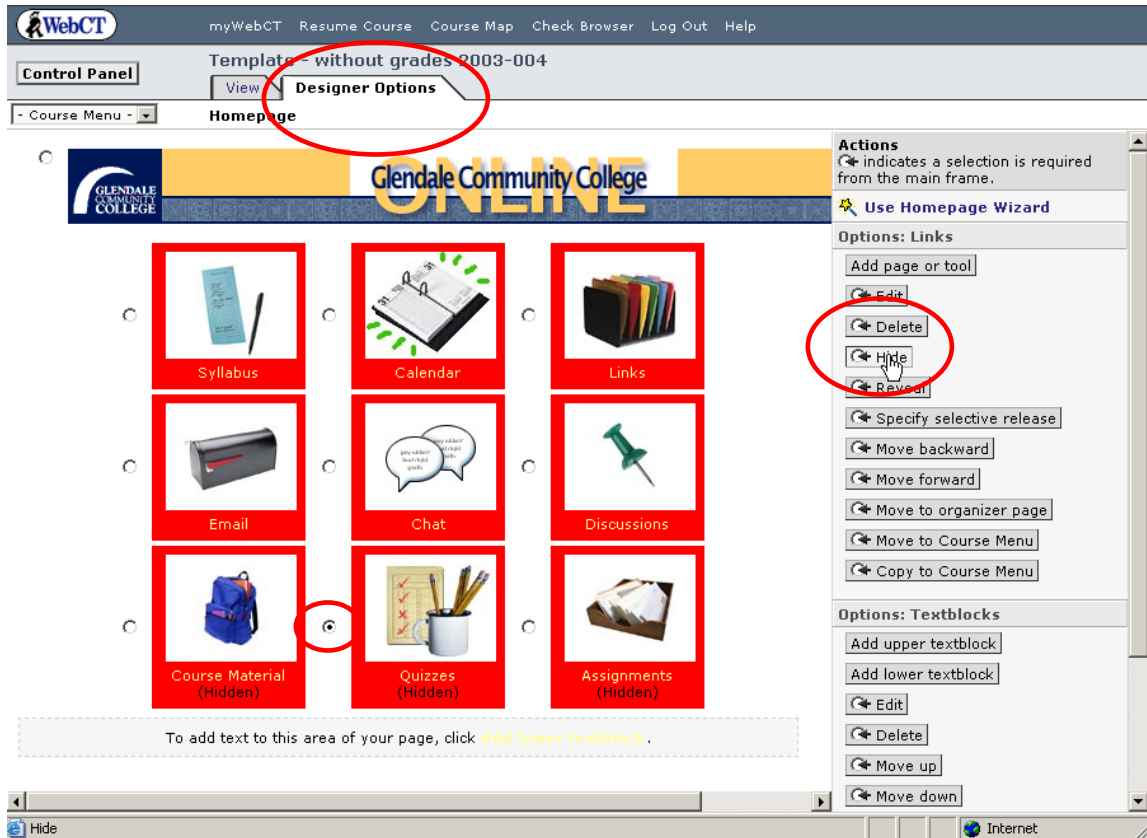 WebCT
myWebCT Resume Course Course Map Check Browser Log Out Help
Control Panel
Template - without grades 2003-004
View Designer Options
- Course Menu -
Homepage
GLENDALE
COMMUNITY
COLLEGE
ONLINE
Glendale Community College
Syllabus
Calendar
Links
Email
Chat
Discussions
Course Material
(Hidden)
Quizzes
(Hidden)
Assignments
(Hidden)
To add text to this area of your page, click Add lower textblock.
Actions
indicates a selection is required
from the main frame.
Use Homepage Wizard
Options: Links
Add page or tool
Edit
Delete
Hide
Reveal
Specify selective release
Move backward
Move forward
Move to organizer page
Move to Course Menu
Copy to Course Menu
Options: Textblocks
Add upper textblock
Add lower textblock
Edit
Delete
Move up
Move down
Hide
Internet